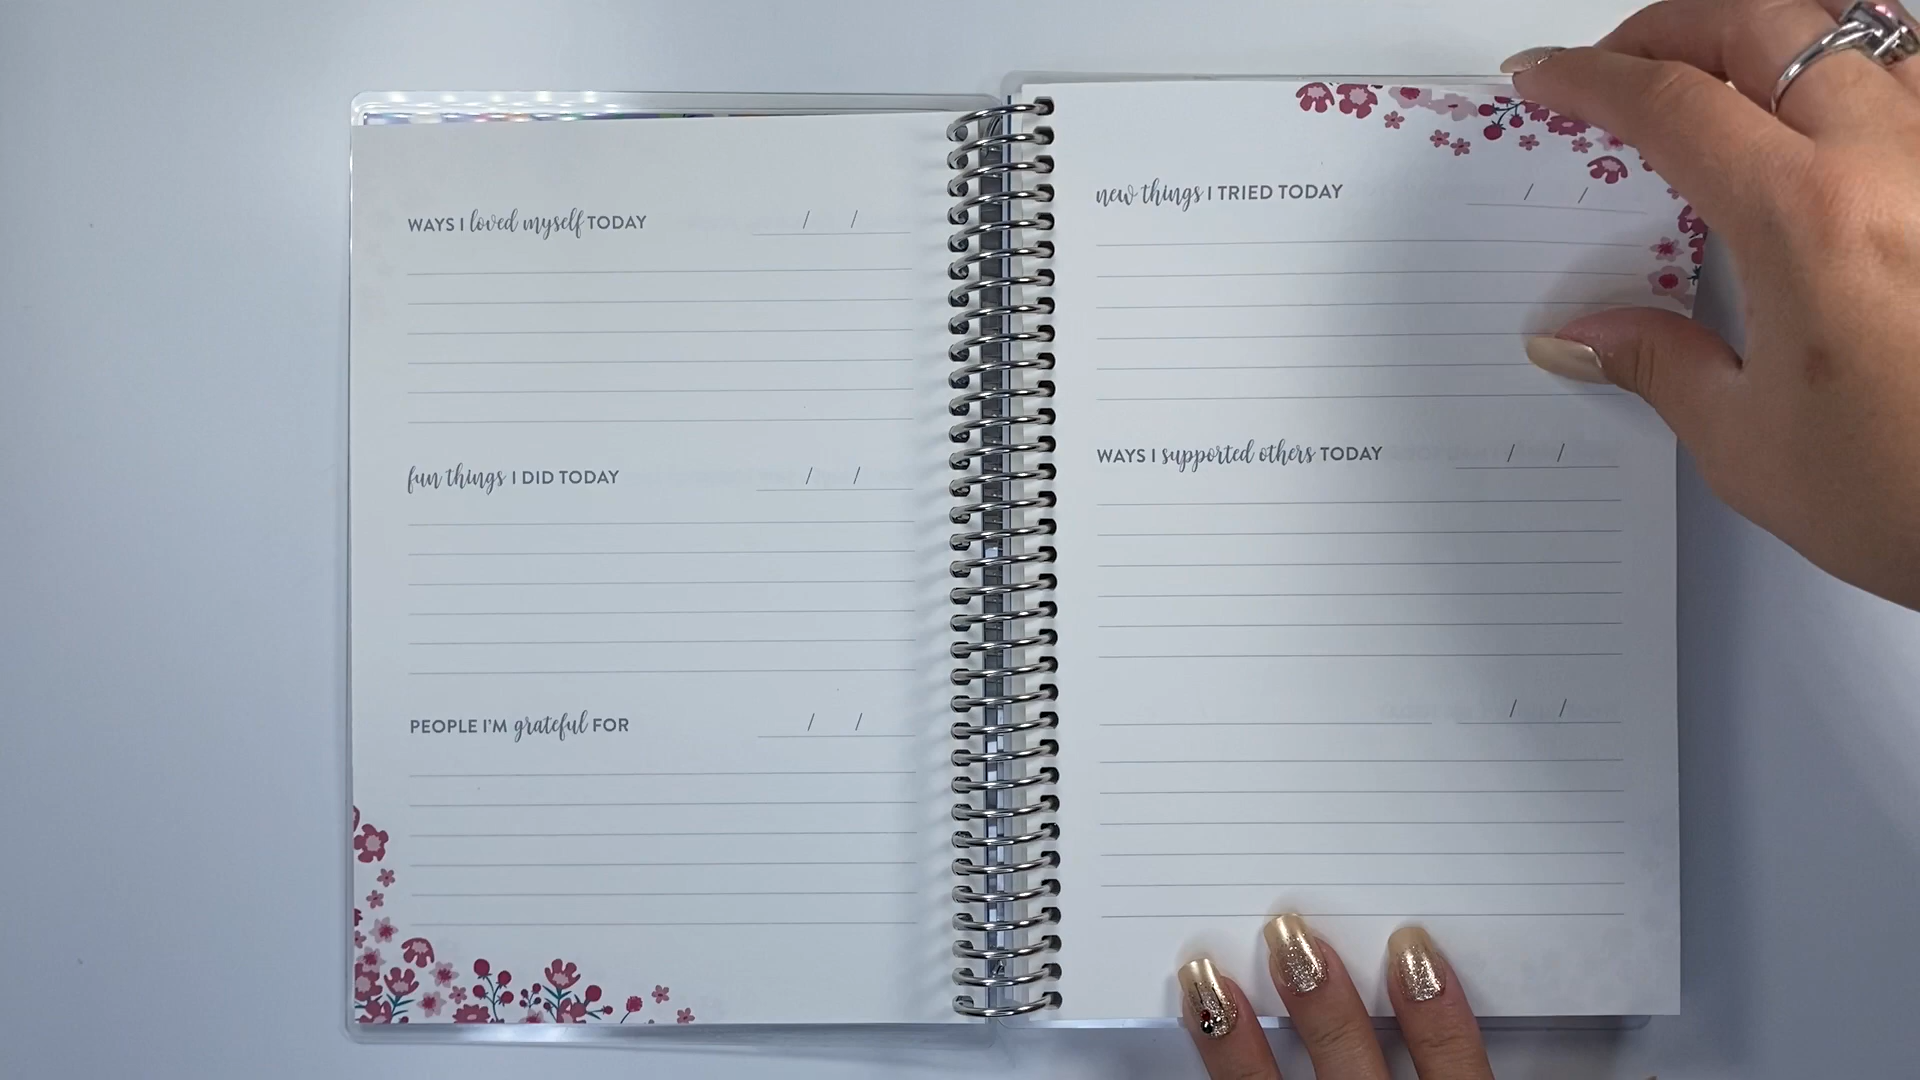 WAYS I loved myself TODAY / /
fun things I DID TODAY / /
PEOPLE I'M grateful FOR / /
new things I TRIED TODAY / /
WAYS I supported others TODAY / /
/ /